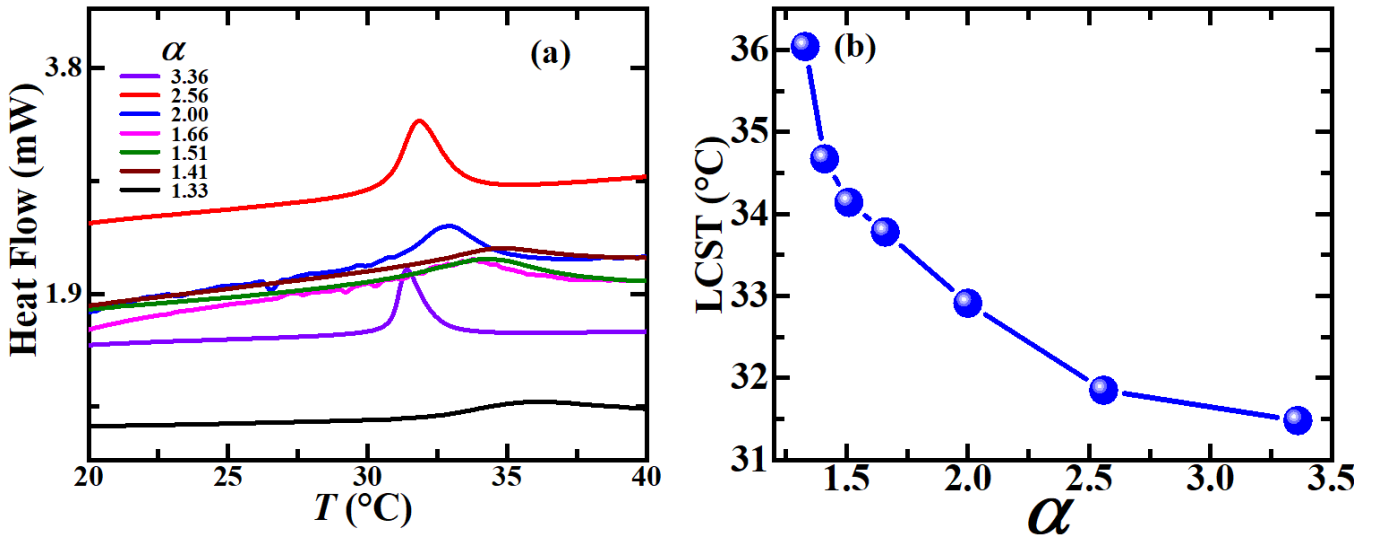 (a)
α
3.36
2.56
2.00
1.66
1.51
1.41
1.33
3.8
1.9
Heat Flow (mW)
20 25 30 35 40
T (°C)
(b)
36
35
34
33
32
31
LCST (°C)
1.5 2.0 2.5 3.0 3.5
α